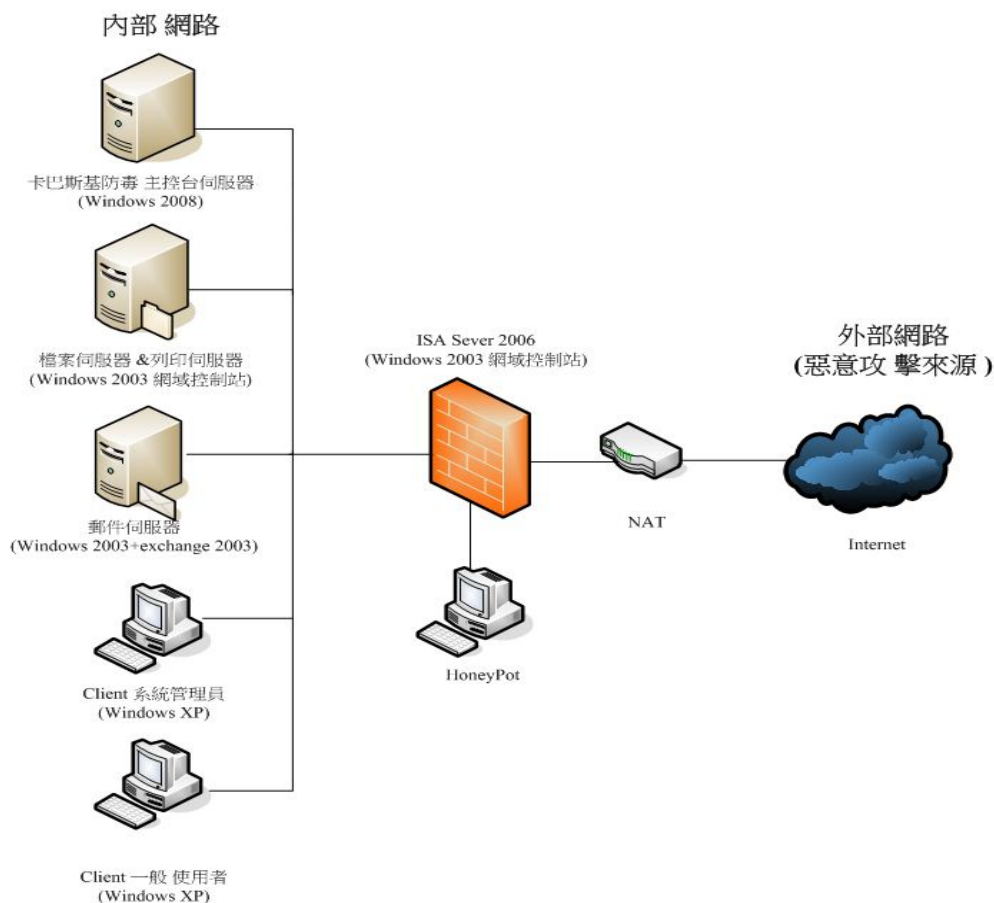 內部 網路
卡巴斯基防毒 主控台伺服器
(Windows 2008)
檔案伺服器 &列印伺服器
(Windows 2003 網域控制站)
郵件伺服器
(Windows 2003+exchange 2003)
Client 系統管理員
(Windows XP)
Client 一般 使用者
(Windows XP)
ISA Sever 2006
(Windows 2003 網域控制站)
HoneyPot
NAT
外部網路
(惡意攻 擊來源 )
Internet